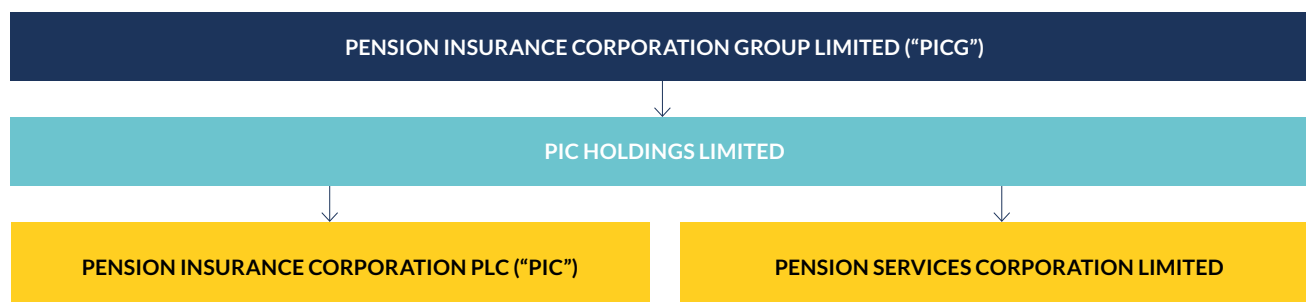 PENSION INSURANCE CORPORATION GROUP LIMITED (“PICG”)
PIC HOLDINGS LIMITED
PENSION INSURANCE CORPORATION PLC (“PIC”)
PENSION SERVICES CORPORATION LIMITED